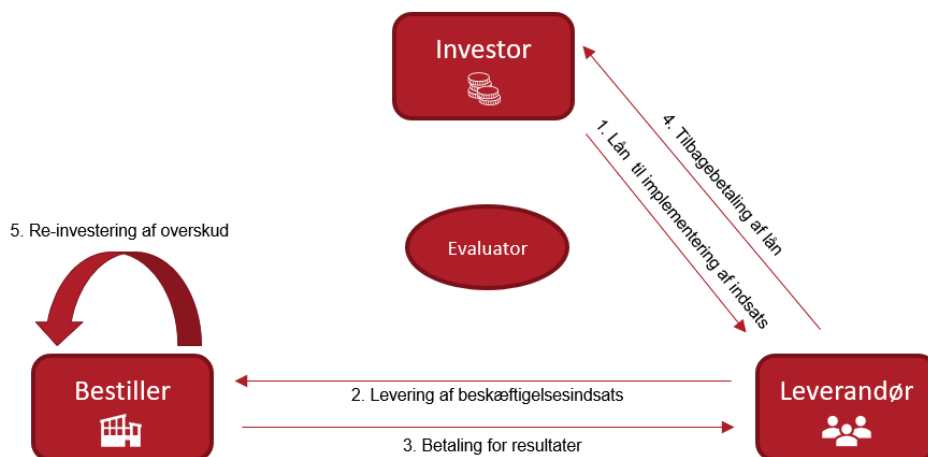 Investor
1. Lån til implementering af indsats
4. Tilbagebetaling af lån
5. Re-investering af overskud
Evaluator
Bestiller
2. Levering af beskæftigelsesindsats
3. Betaling for resultater
Leverandør